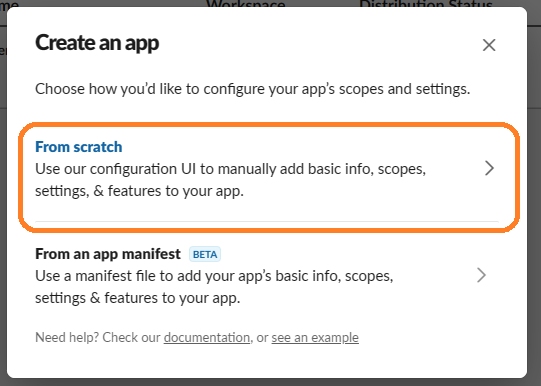 Workspace
Distribution Status
Create an app
Choose how you’d like to configure your app’s scopes and settings.
From scratch
Use our configuration UI to manually add basic info, scopes,
settings, & features to your app.
From an app manifest BETA
Use a manifest file to add your app’s basic info, scopes,
settings & features to your app.
Need help? Check our documentation, or see an example